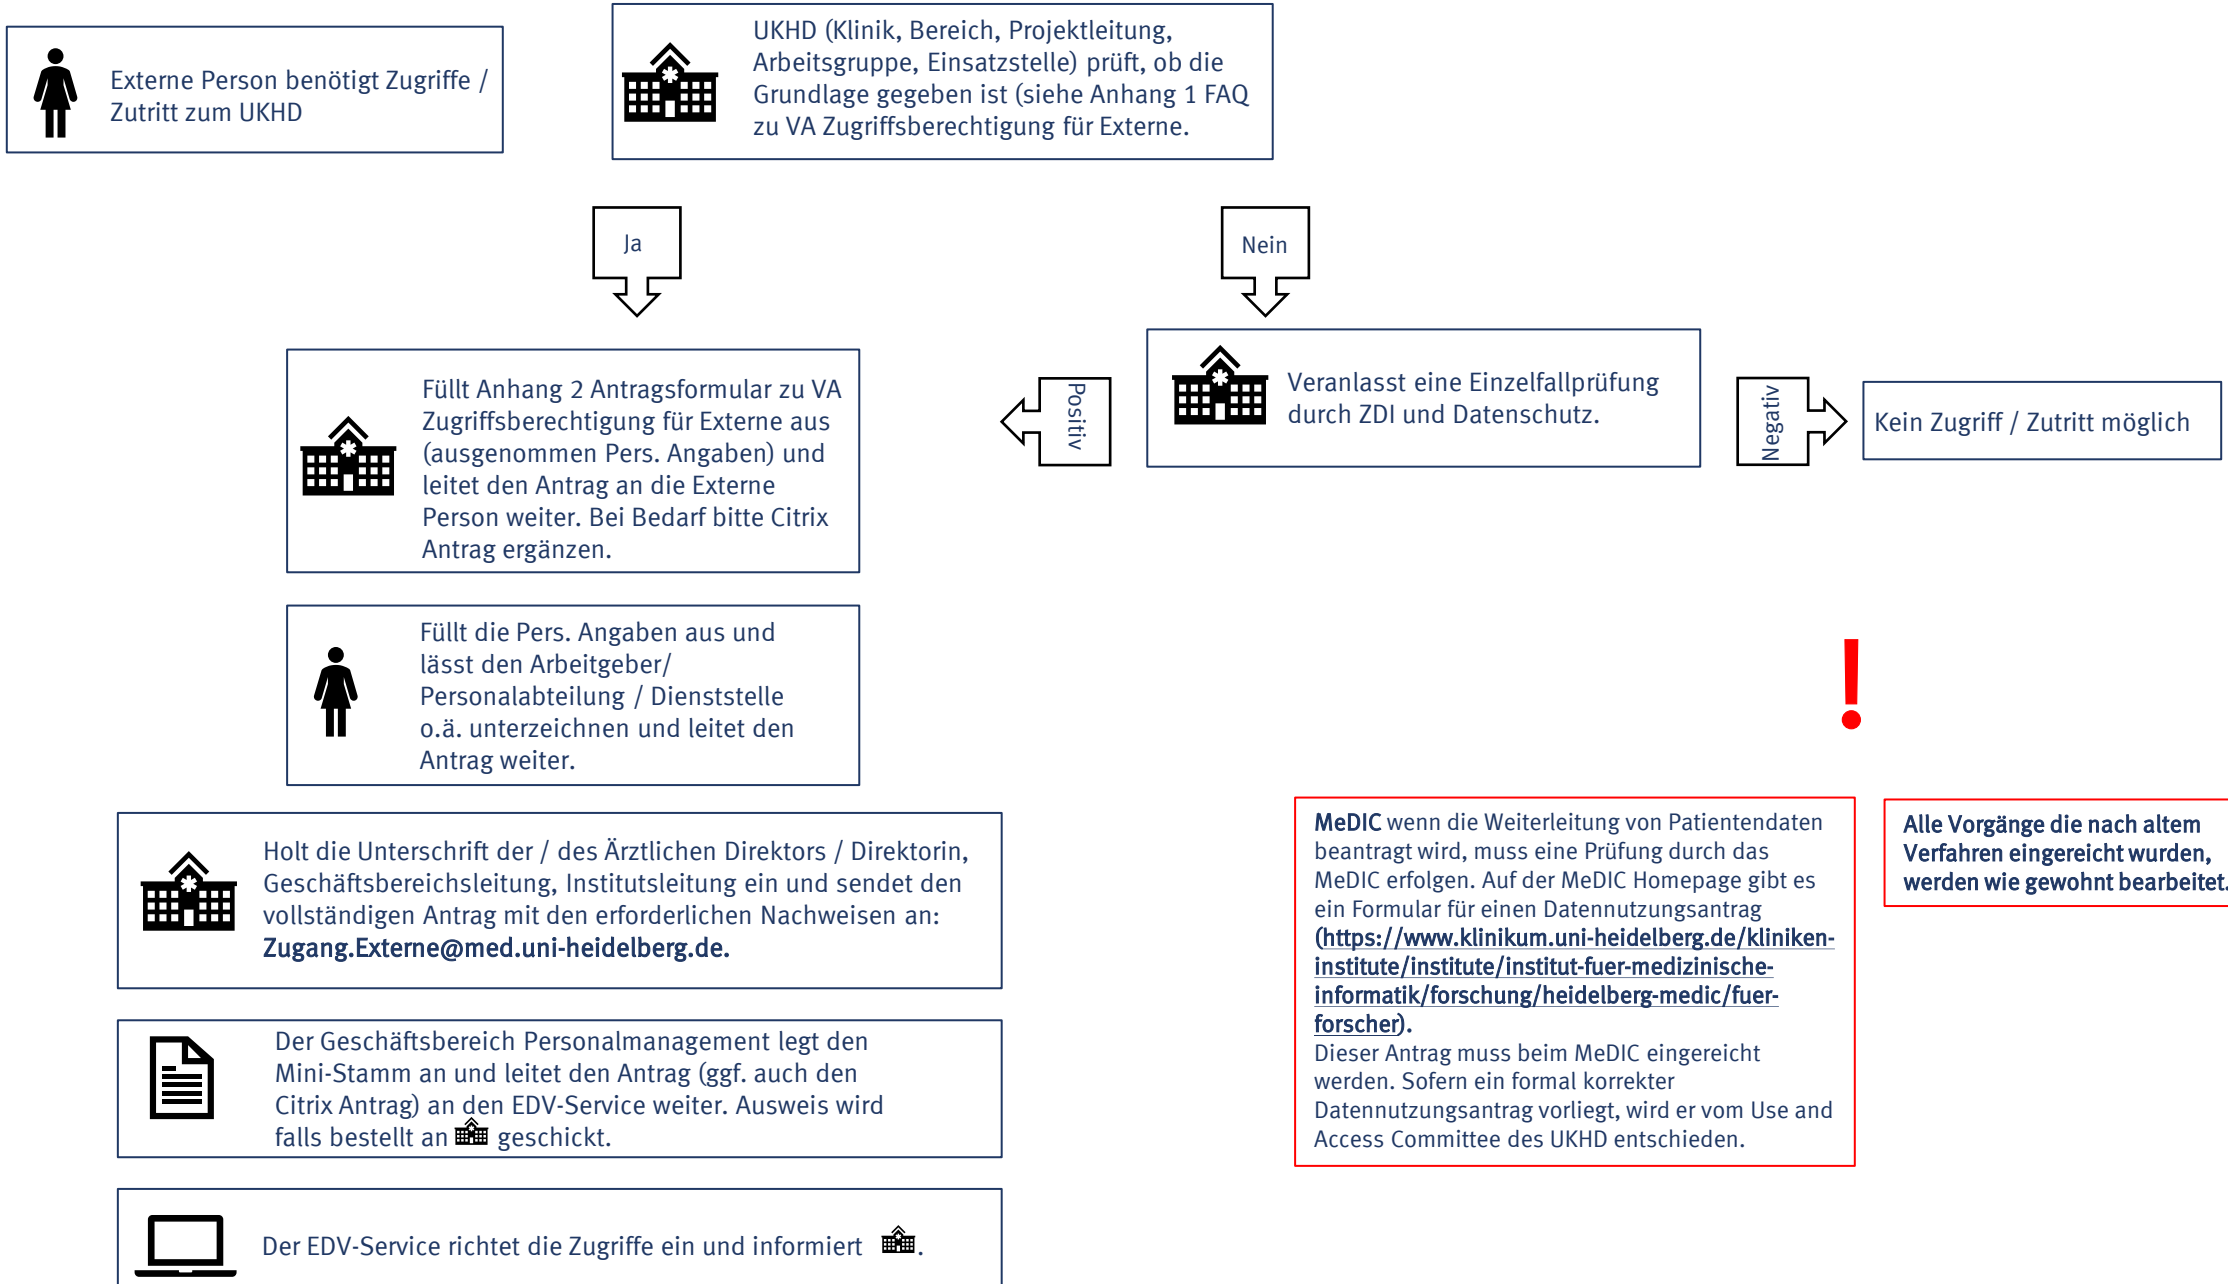 Externe Person benötigt Zugriffe /
Zutritt zum UKHD
UKHD (Klinik, Bereich, Projektleitung,
Arbeitsgruppe, Einsatzstelle) prüft, ob die
Grundlage gegeben ist (siehe Anhang 1 FAQ
zu VA Zugriffsberechtigung für Externe.
Ja
Nein
Füllt Anhang 2 Antragsformular zu VA
Zugriffsberechtigung für Externe aus
(ausgenommen Pers. Angaben) und
leitet den Antrag an die Externe
Person weiter. Bei Bedarf bitte Citrix
Antrag ergänzen.
Positiv
Veranlasst eine Einzelfallprüfung
durch ZDI und Datenschutz.
Negativ
Kein Zugriff / Zutritt möglich
Füllt die Pers. Angaben aus und
lässt den Arbeitgeber/
Personalabteilung / Dienststelle
o.ä. unterzeichnen und leitet den
Antrag weiter.
!
Holt die Unterschrift der / des Ärztlichen Direktors / Direktorin,
Geschäftsbereichsleitung, Institutsleitung ein und sendet den
vollständigen Antrag mit den erforderlichen Nachweisen an:
Zugang.Externe@med.uni-heidelberg.de.
Der Geschäftsbereich Personalmanagement legt den
Mini-Stamm an und leitet den Antrag (ggf. auch den
Citrix Antrag) an den EDV-Service weiter. Ausweis wird
falls bestellt an geschickt.
Der EDV-Service richtet die Zugriffe ein und informiert .
MeDIC wenn die Weiterleitung von Patientendaten
beantragt wird, muss eine Prüfung durch das
MeDIC erfolgen. Auf der MeDIC Homepage gibt es
ein Formular für einen Datennutzungsantrag
(https://www.klinikum.uni-heidelberg.de/kliniken-
institute/institute/institut-fuer-medizinische-
informatik/forschung/heidelberg-medic/fuer-
forscher).
Dieser Antrag muss beim MeDIC eingereicht
werden. Sofern ein formal korrekter
Datennutzungsantrag vorliegt, wird er vom Use and
Access Committee des UKHD entschieden.
Alle Vorgänge die nach altem
Verfahren eingereicht wurden,
werden wie gewohnt bearbeitet.